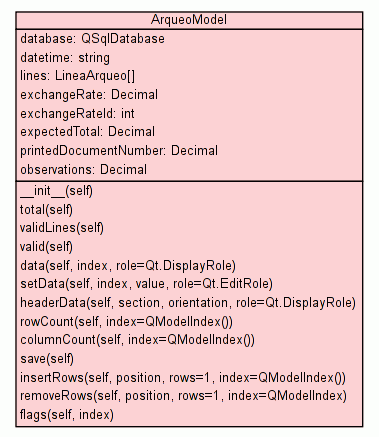 ArqueoModel
database: QSqlDatabase
datetime: string
lines: LineaArqueo[]
exchangeRate: Decimal
exchangeRateId: int
expectedTotal: Decimal
printedDocumentNumber: Decimal
observations: Decimal
__init__(self)
total(self)
validLines(self)
valid(self)
data(self, index, role=Qt.DisplayRole)
setData(self, index, value, role=Qt.EditRole)
headerData(self, section, orientation, role=Qt.DisplayRole)
rowCount(self, index=QModelIndex())
columnCount(self, index=QModelIndex())
save(self)
insertRows(self, position, rows=1, index=QModelIndex())
removeRows(self, position, rows=1, index=QModelIndex)
flags(self, index)